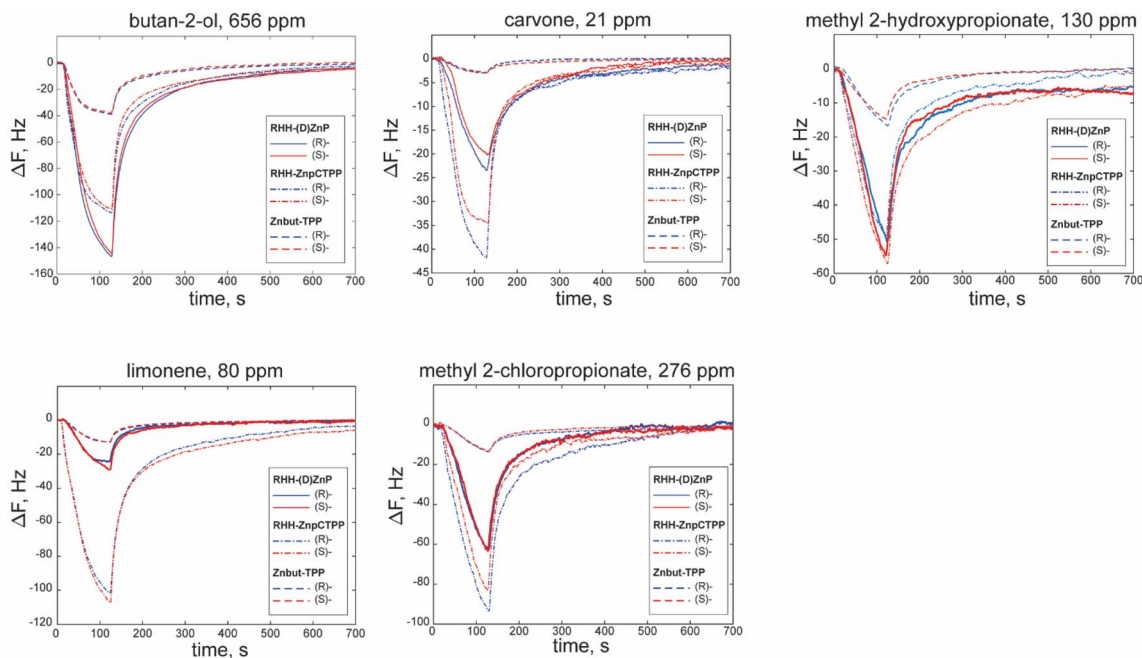 butan-2-ol, 656 ppm
ΔF, Hz
0
-20
-40
-60
-80
-100
-120
-140
-160
0 100 200 300 400 500 600 700
time, s
RHH-(D)ZnP
(R)-
(S)-
RHH-ZnpCTPP
(R)-
(S)-
Znbut-TPP
(R)-
(S)-
carvone, 21 ppm
ΔF, Hz
5
0
-5
-10
-15
-20
-25
-30
-35
-40
-45
0 100 200 300 400 500 600 700
time, s
RHH-(D)ZnP
(R)-
(S)-
RHH-ZnpCTPP
(R)-
(S)-
Znbut-TPP
(R)-
(S)-
methyl 2-hydroxypropionate, 130 ppm
ΔF, Hz
10
0
-10
-20
-30
-40
-50
-60
0 100 200 300 400 500 600 700
time, s
RHH-(D)ZnP
(R)-
(S)-
RHH-ZnpCTPP
(R)-
(S)-
Znbut-TPP
(R)-
(S)-
limonene, 80 ppm
ΔF, Hz
0
-20
-40
-60
-80
-100
-120
0 100 200 300 400 500 600 700
time, s
RHH-(D)ZnP
(R)-
(S)-
RHH-ZnpCTPP
(R)-
(S)-
Znbut-TPP
(R)-
(S)-
methyl 2-chloropropionate, 276 ppm
ΔF, Hz
0
-20
-40
-60
-80
-100
0 100 200 300 400 500 600 700
time, s
RHH-(D)ZnP
(R)-
(S)-
RHH-ZnpCTPP
(R)-
(S)-
Znbut-TPP
(R)-
(S)-